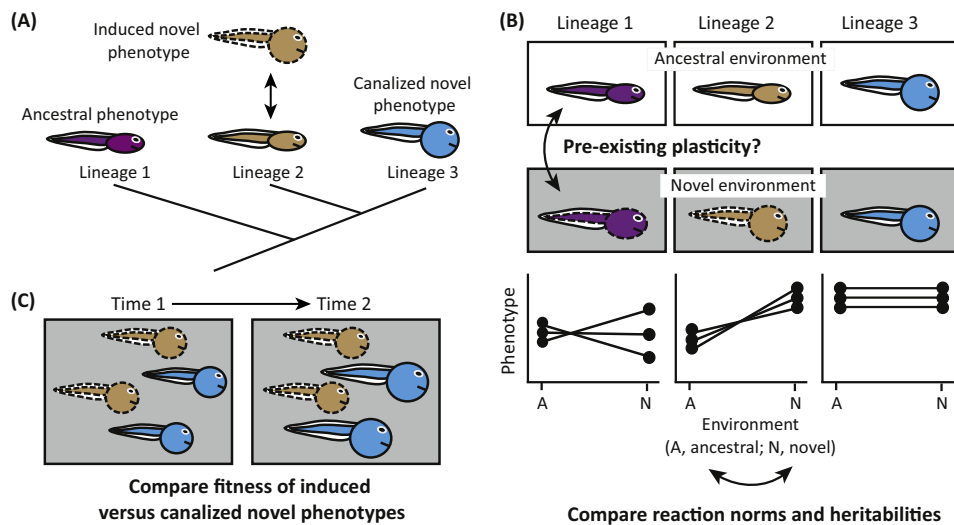 (A)
Induced novel
phenotype
Canalized novel
phenotype
Ancestral phenotype
Lineage 1
Lineage 2
Lineage 3
(B)
Lineage 1
Lineage 2
Lineage 3
Ancestral environment
Pre-existing plasticity?
Novel environment
Phenotype
A
N
A
N
A
N
Environment
(A, ancestral; N, novel)
Compare reaction norms and heritabilities
(C)
Time 1
Time 2
Compare fitness of induced
versus canalized novel phenotypes